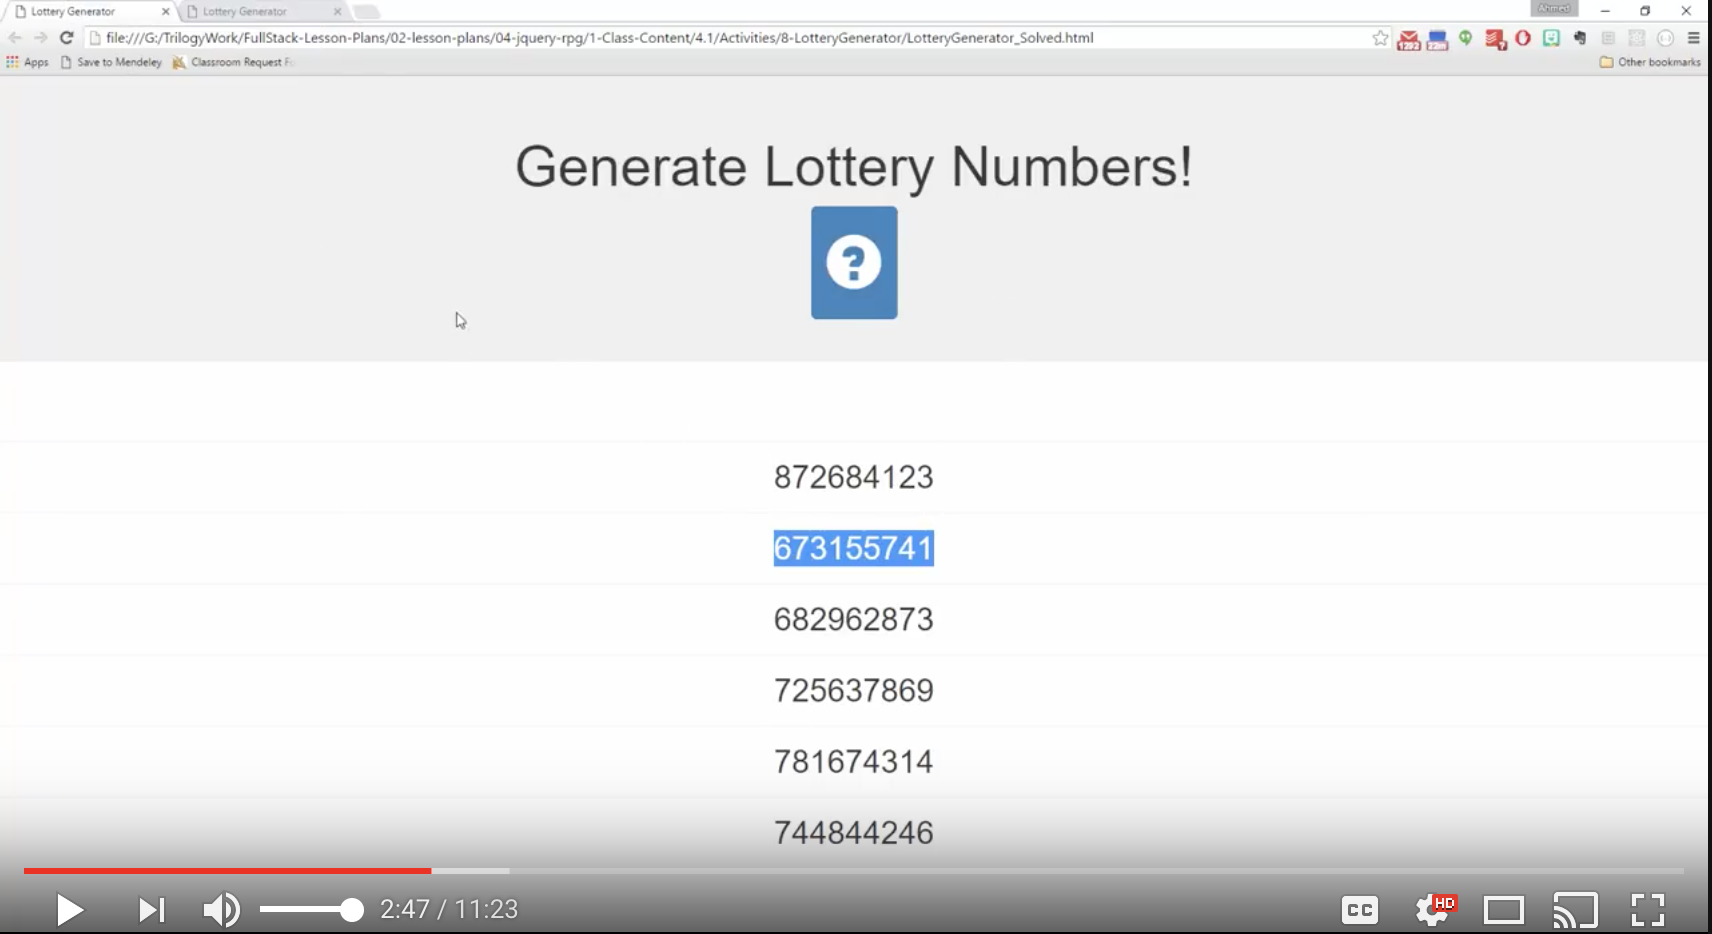 Lottery Generator
Lottery Generator
Ahmed
file:///G:/TrilogyWork/FullStack-Lesson-Plans/02-lesson-plans/04-jquery-rpg/1-Class-Content/4.1/Activities/8-LotteryGenerator/LotteryGenerator_Solved.html
Apps
Save to Mendeley
Classroom Request F
Other bookmarks
Generate Lottery Numbers!
?
872684123
673155741
682962873
725637869
781674314
744844246
2:47 / 11:23
CC
HD